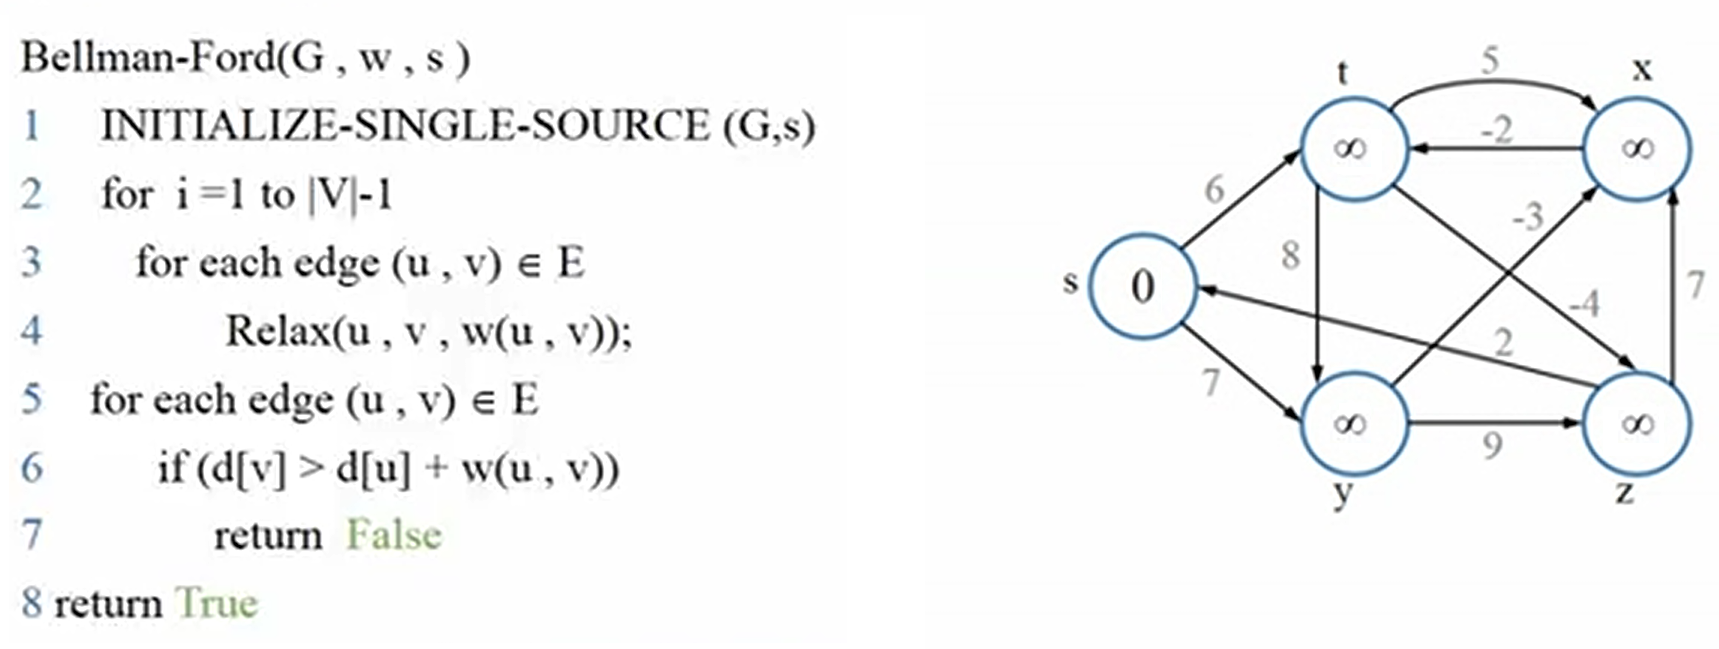 Bellman-Ford(G , w , s )
1 INITIALIZE-SINGLE-SOURCE (G,s)
2 for i =1 to |V|-1
3 for each edge (u , v) ∈ E
4 Relax(u , v , w(u , v));
5 for each edge (u , v) ∈ E
6 if (d[v] > d[u] + w(u , v))
7 return False
8 return True
5
t x
∞ -2 ∞
6 -3
8
s 0 -4 7
2
7
∞ 9 ∞
y z